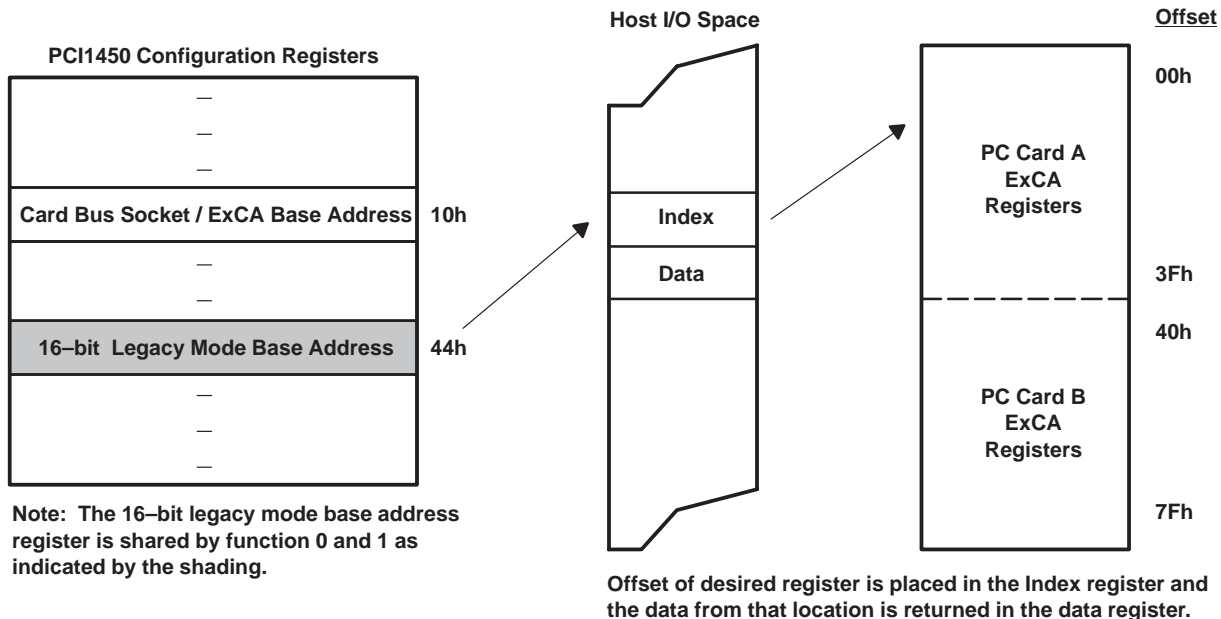 Host I/O Space
Offset
PCI1450 Configuration Registers
00h
–
–
–
PC Card A
ExCA
Registers
Card Bus Socket / ExCA Base Address 10h
Index
Data
3Fh
–
–
16–bit Legacy Mode Base Address 44h
40h
–
–
–
PC Card B
ExCA
Registers
7Fh
Note: The 16–bit legacy mode base address
register is shared by function 0 and 1 as
indicated by the shading.
Offset of desired register is placed in the Index register and
the data from that location is returned in the data register.